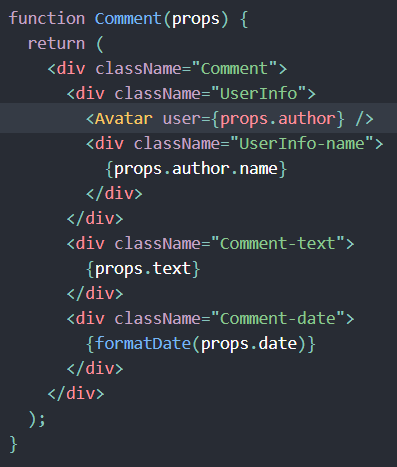 function Comment(props) {
  return (
    <div className="Comment">
      <div className="UserInfo">
        <Avatar user={props.author} />
        <div className="UserInfo-name">
          {props.author.name}
        </div>
      </div>
      <div className="Comment-text">
        {props.text}
      </div>
      <div className="Comment-date">
        {formatDate(props.date)}
      </div>
    </div>
  );
}